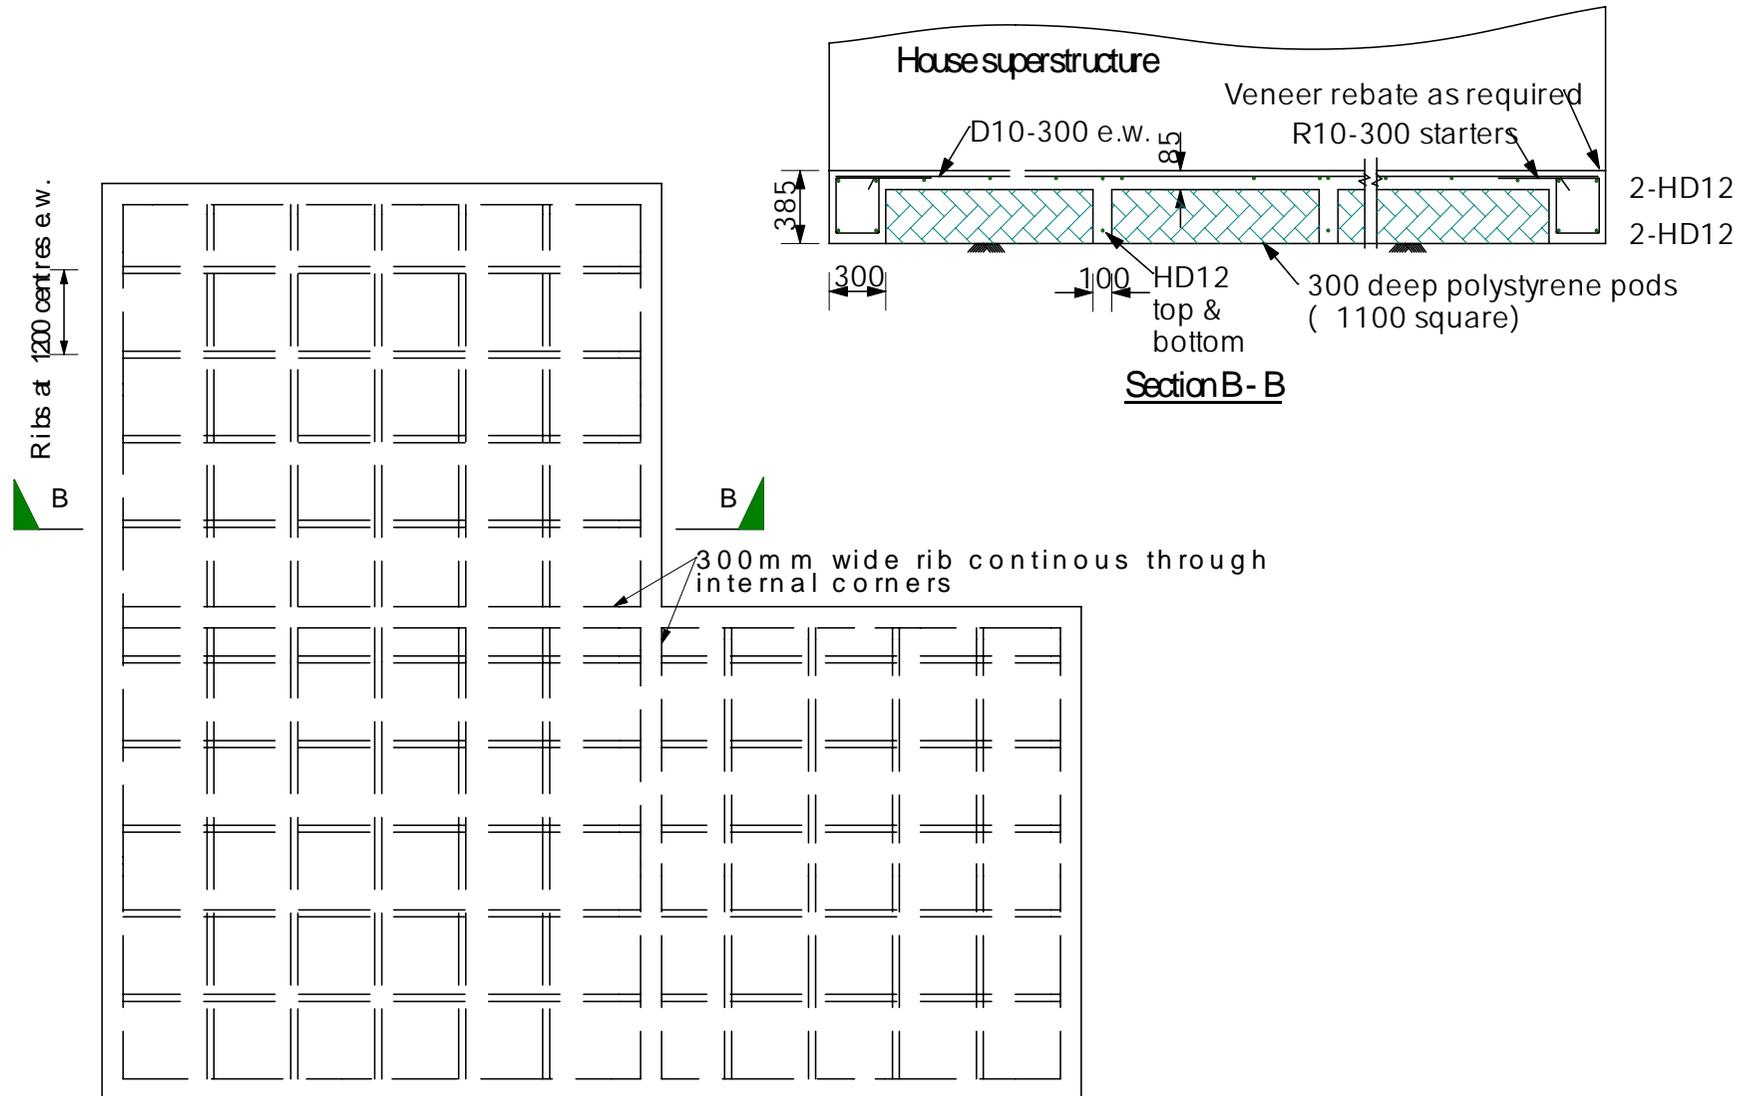 House superstructure
Veneer rebate as required
D10-300 e.w.
85
R10-300 starters
385
2-HD12
2-HD12
300
100
HD12
top &
bottom
300 deep polystyrene pods
( 1100 square)
Section B - B
Ribs at 1200 centres e.w.
B
B
300mm wide rib continous through
internal corners